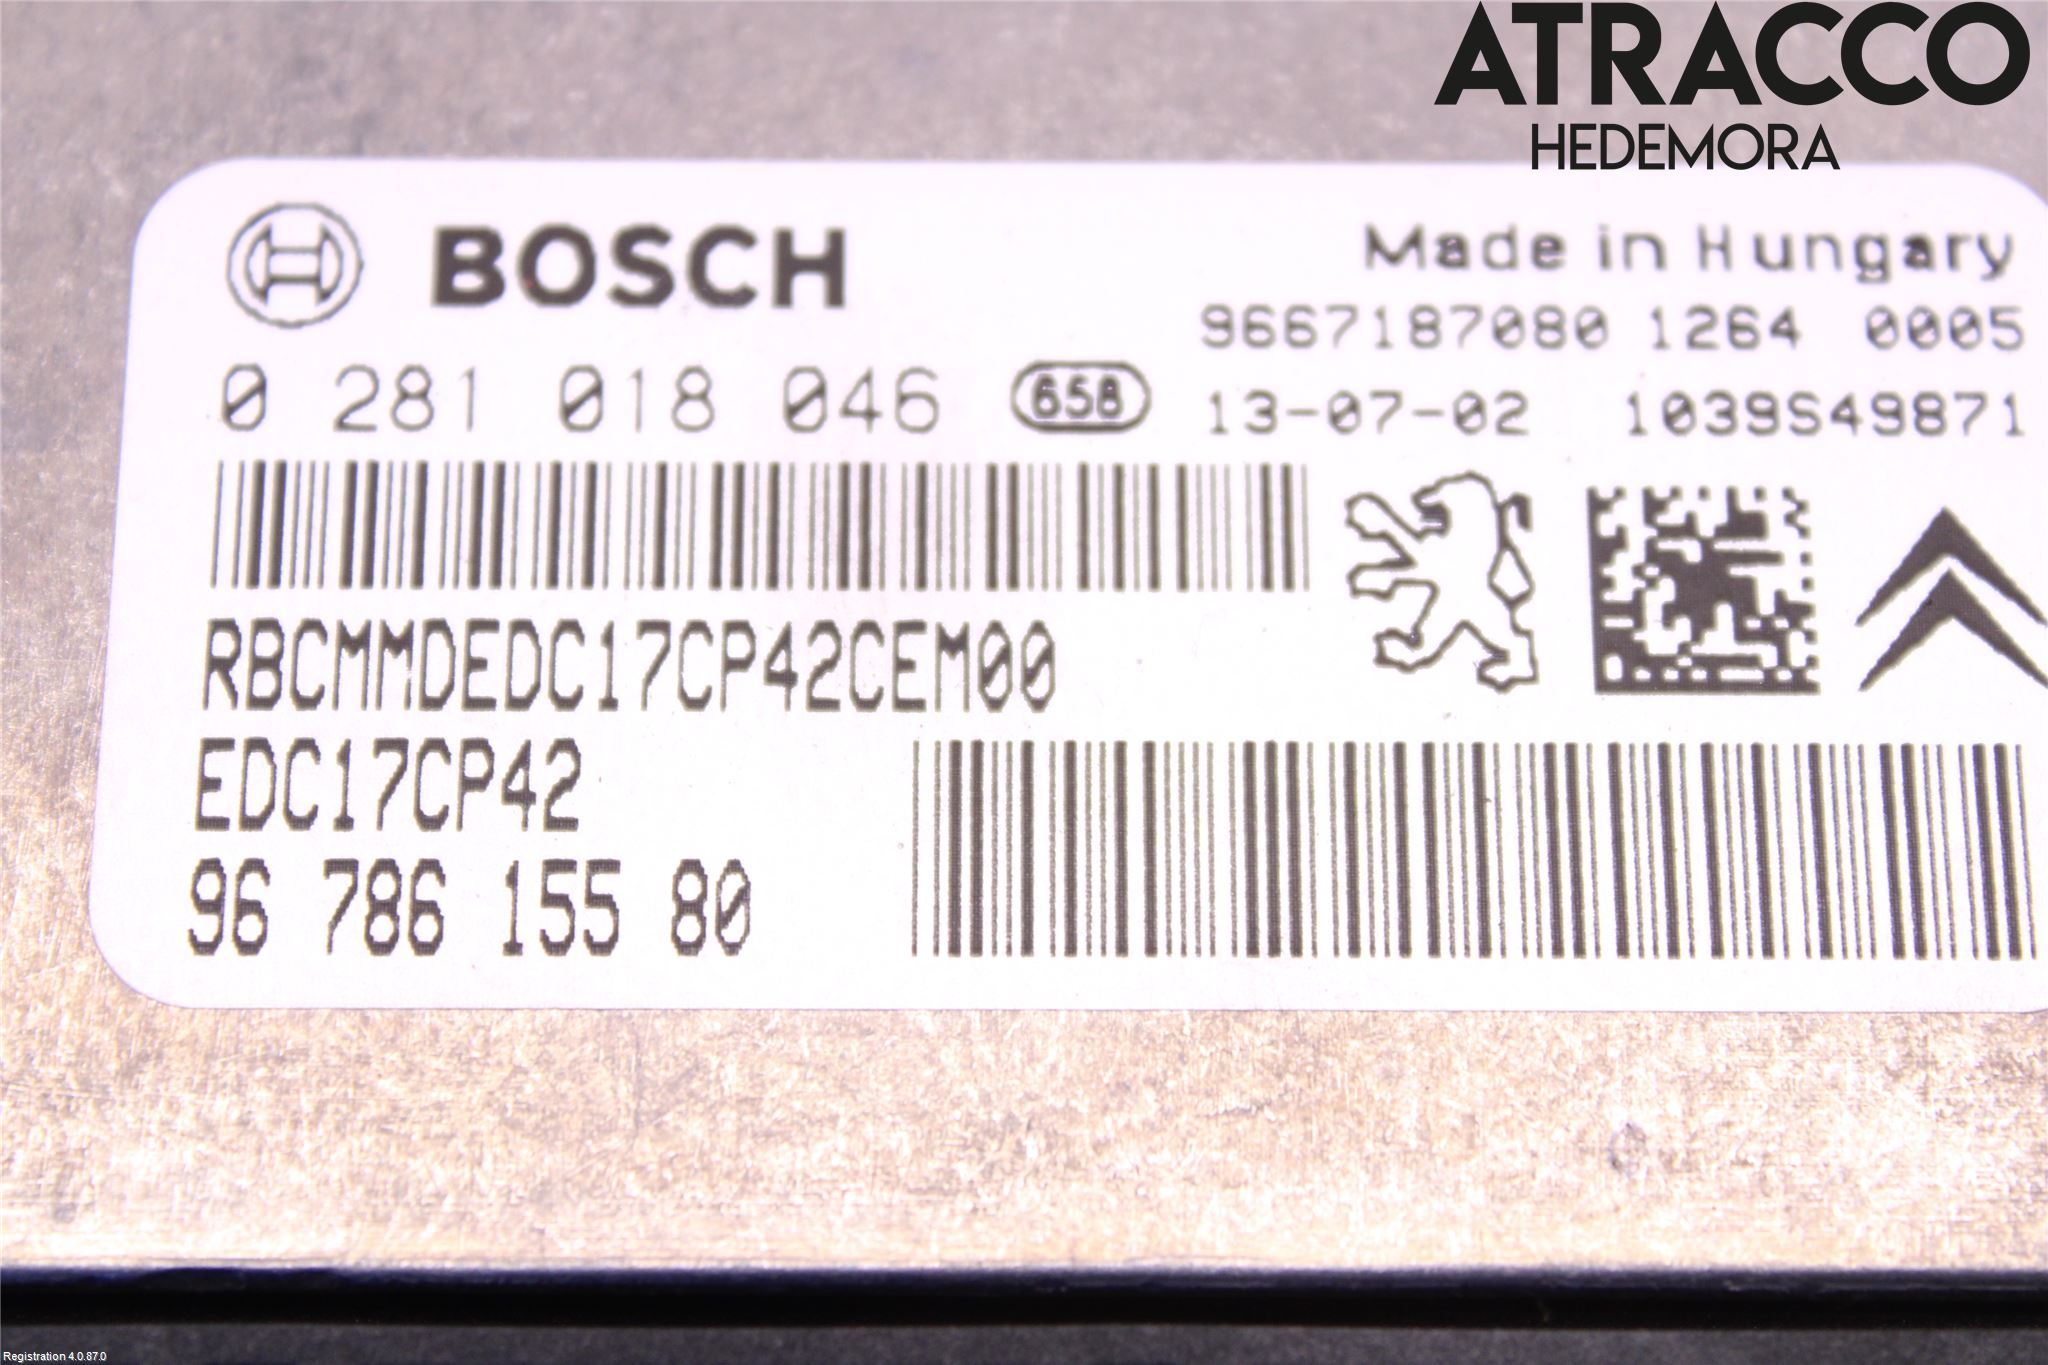 ATRACCO
HEDEMORA
BOSCH
Made in Hungary
9667187080 1264 0005
0 281 018 046 658
13-07-02 1039S49871
RBCMMDEDC17CP42CEM00
EDC17CP42
96 786 155 80
Registration 4.0.87.0